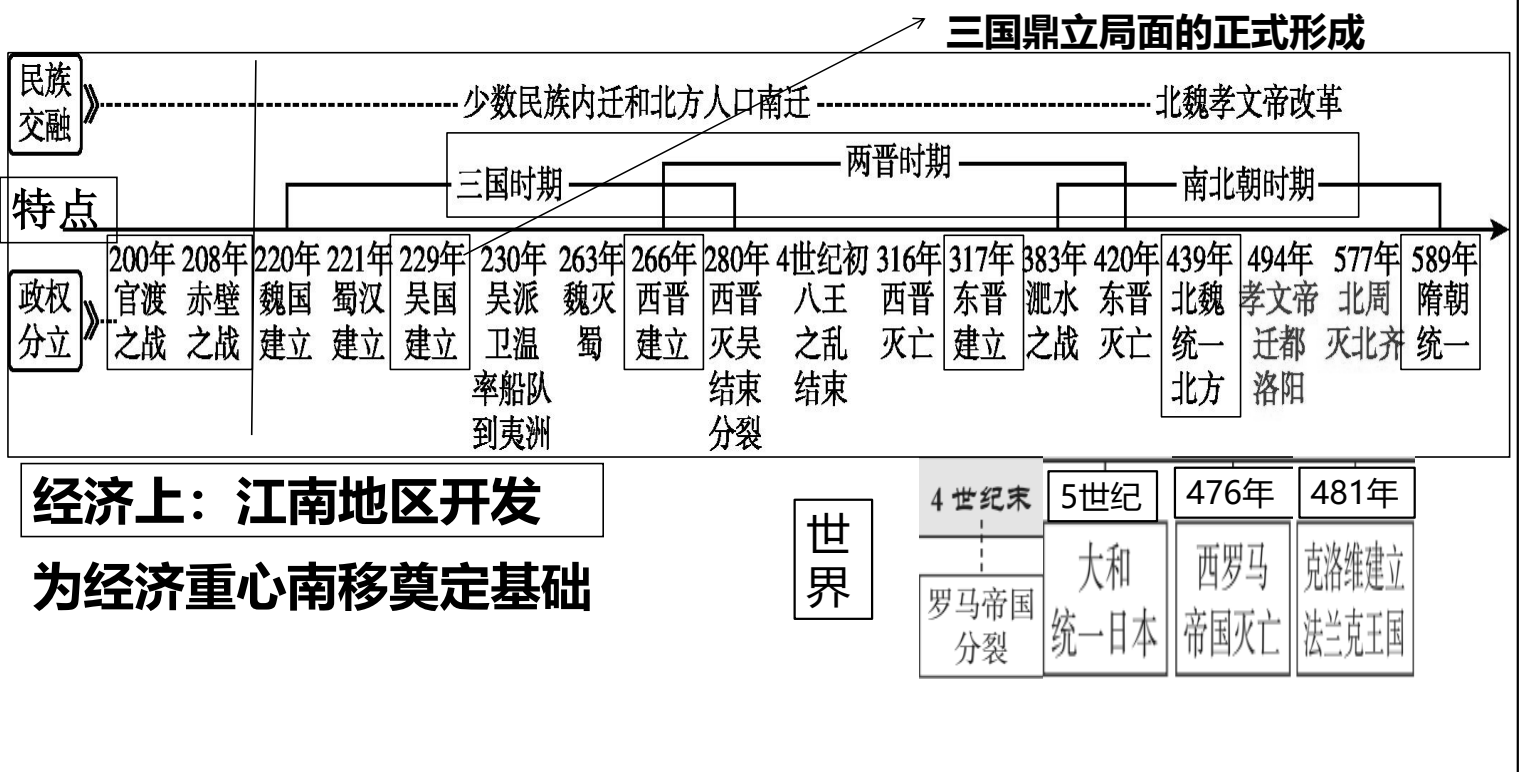 三国鼎立局面的正式形成
民族
交融
》
少数民族内迁和北方人口南迁
北魏孝文帝改革
三国时期
两晋时期
南北朝时期
特点
政权
分立
》
200年
官渡
之战
208年
赤壁
之战
220年
魏国
建立
221年
蜀汉
建立
229年
吴国
建立
230年
吴派
卫温
率船队
到夷洲
263年
魏灭
蜀
266年
西晋
建立
280年
西晋
灭吴
结束
分裂
4世纪初
八王
之乱
结束
316年
西晋
灭亡
317年
东晋
建立
383年
淝水
之战
420年
东晋
灭亡
439年
北魏
统一
北方
494年
孝文帝
迁都
洛阳
577年
北周
灭北齐
589年
隋朝
统一
经济上：江南地区开发
为经济重心南移奠定基础
世
界
4世纪末
罗马帝国
分裂
5世纪
大和
统一日本
476年
西罗马
帝国灭亡
481年
克洛维建立
法兰克王国